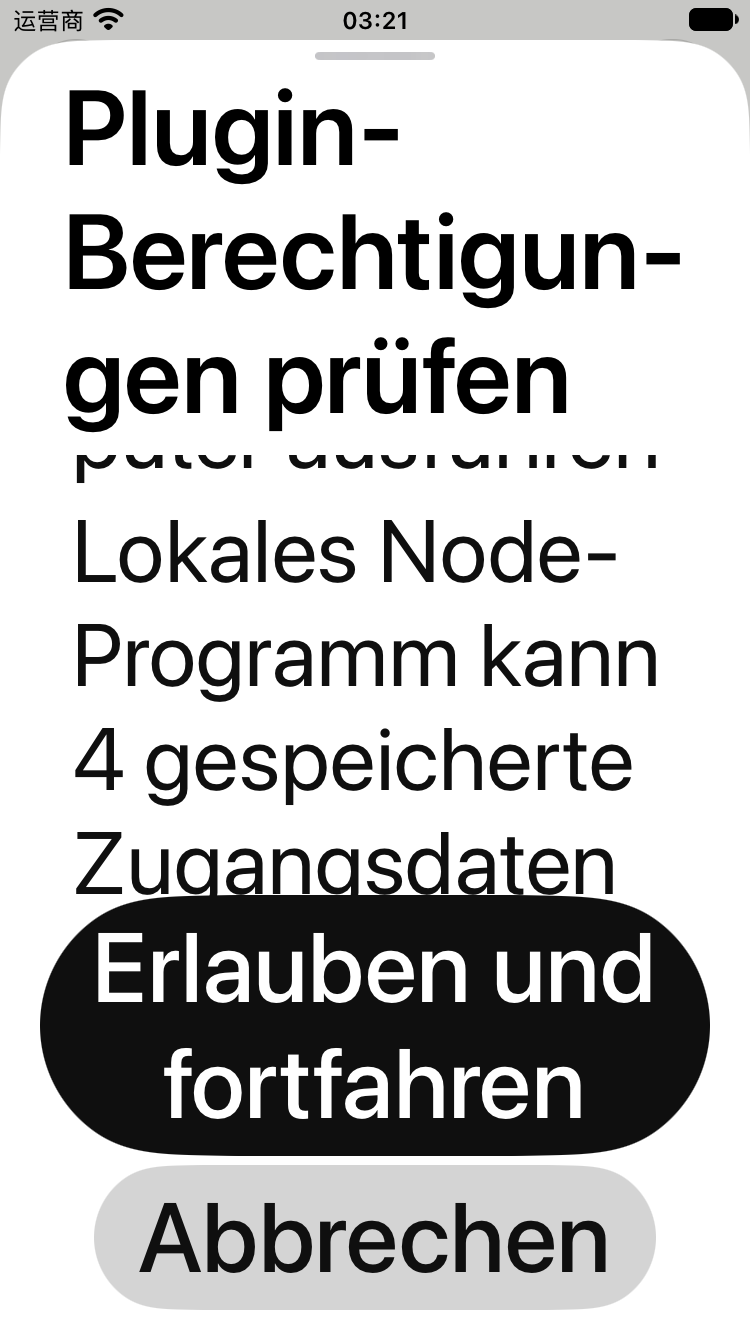 运营商
03:21
Plugin-
Berechtigun-
gen prüfen
Lokales Node-
Programm kann
4 gespeicherte
Zugangsdaten
Erlauben und
fortfahren
Abbrechen